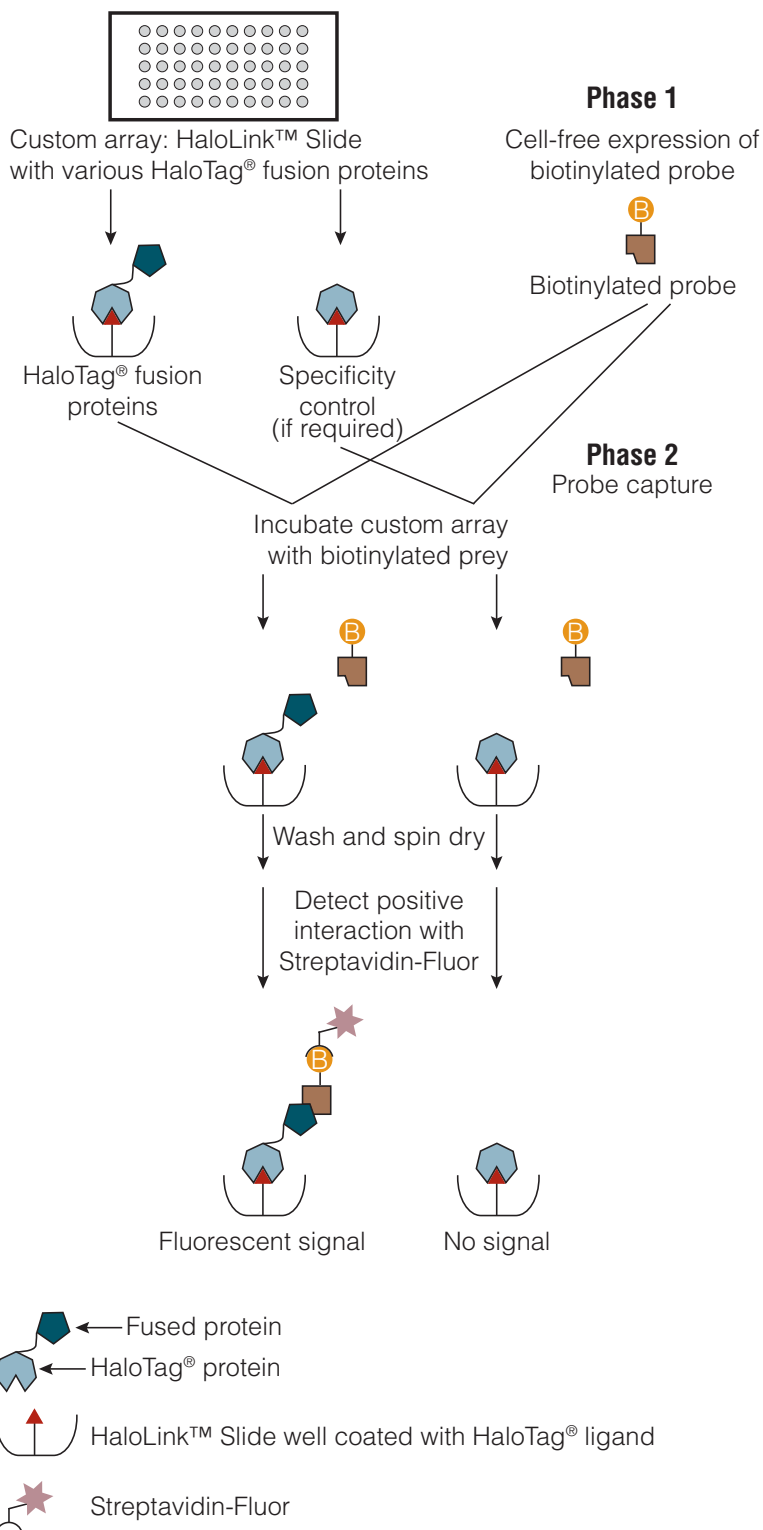 Custom array: HaloLink™ Slide
with various HaloTag® fusion proteins
Phase 1
Cell-free expression of
biotinylated probe
B
Biotinylated probe
HaloTag® fusion
proteins
Specificity
control
(if required)
Phase 2
Probe capture
Incubate custom array
with biotinylated prey
B
B
Wash and spin dry
Detect positive
interaction with
Streptavidin-Fluor
B
Fluorescent signal
No signal
Fused protein
HaloTag® protein
HaloLink™ Slide well coated with HaloTag® ligand
Streptavidin-Fluor